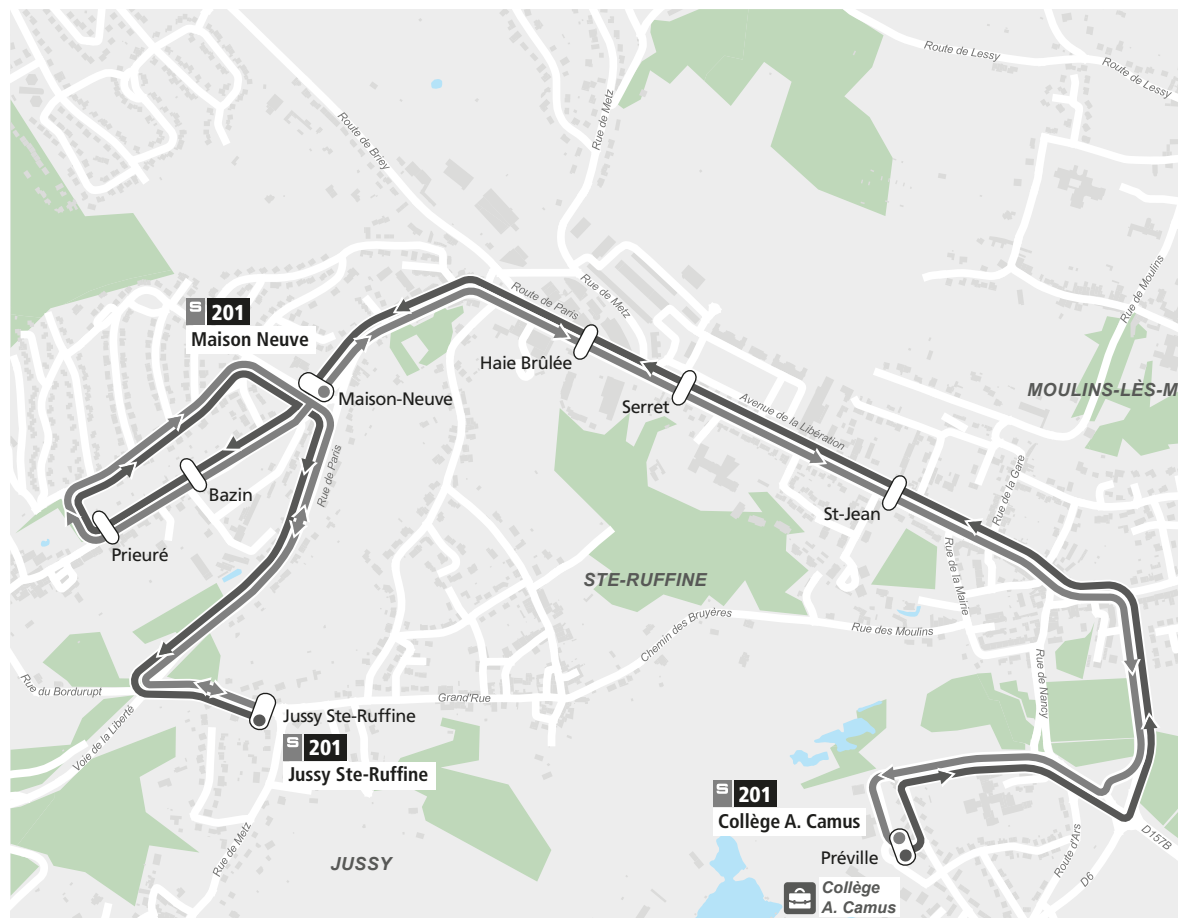 Route de Lessy
Route de Lessy
Route de Briey
Rue de Metz
Rue de Moulins
Rue de Metz
Route de Paris
S 201
Maison Neuve
Haie Brûlée
Maison-Neuve
Serret
Avenue de la Libération
MOULINS-LÈS-M
Rue de Paris
Bazin
St-Jean
Rue de la Gare
Prieuré
STE-RUFFINE
Rue de la Mairie
Chemin des Bruyères
Rue des Moulins
Rue du Bordurupt
Grand'Rue
Rue de Nancy
Voie de la Liberté
Jussy Ste-Ruffine
S 201
Jussy Ste-Ruffine
S 201
Collège A. Camus
Rue de Metz
JUSSY
Préville
Route d'Ars
D157B
D6
Collège
A. Camus